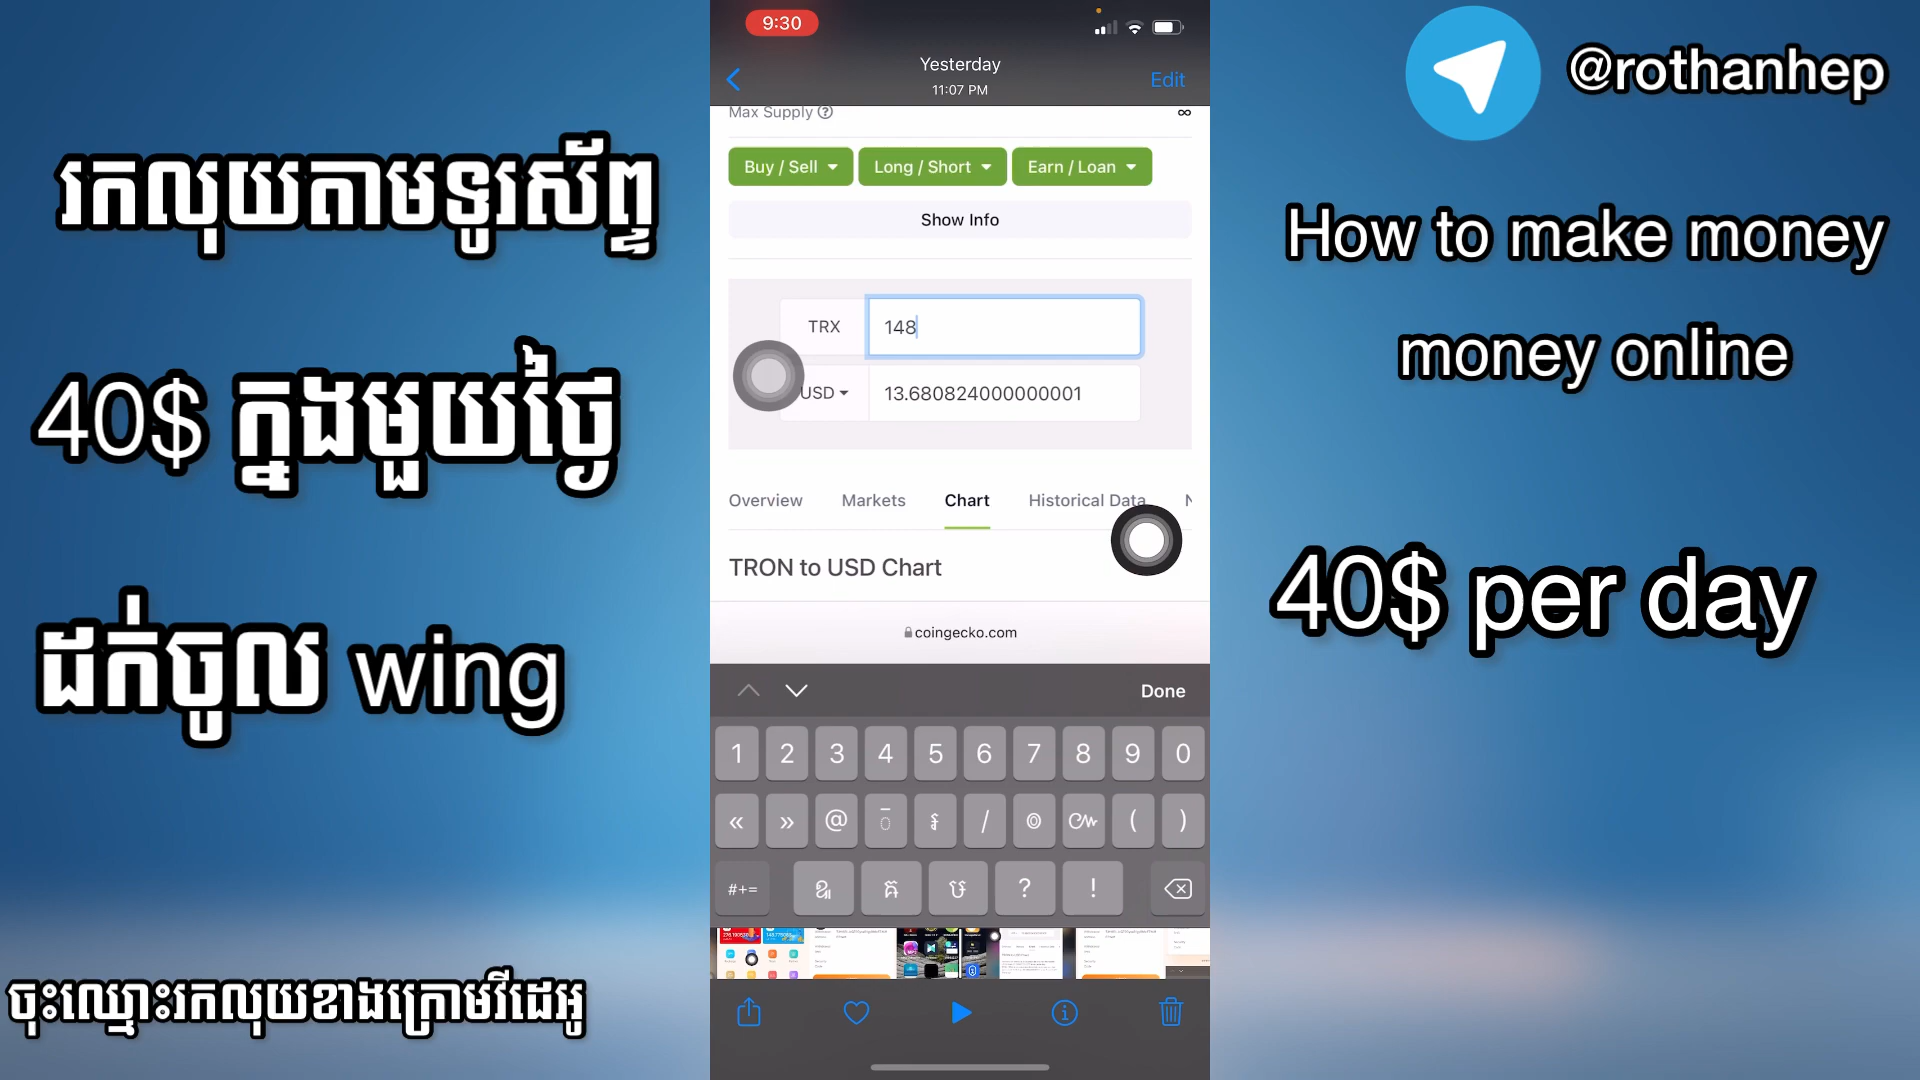 រកលុយតាមទូរស័ព្ទ
40$ ក្នុងមួយថ្ងៃ
ដក់ចូល wing
ចុះឈ្មោះរកលុយខាងក្រោមវីដេអូ
9:30
Yesterday
11:07 PM
Edit
Max Supply ?
∞
Buy / Sell
Long / Short
Earn / Loan
Show Info
TRX 148
USD 13.680824000000001
Overview Markets Chart Historical Data
TRON to USD Chart
coingecko.com
Done
1 2 3 4 5 6 7 8 9 0
« » @ / ( )
#+= ? !
@rothanhep
How to make money
money online
40$ per day